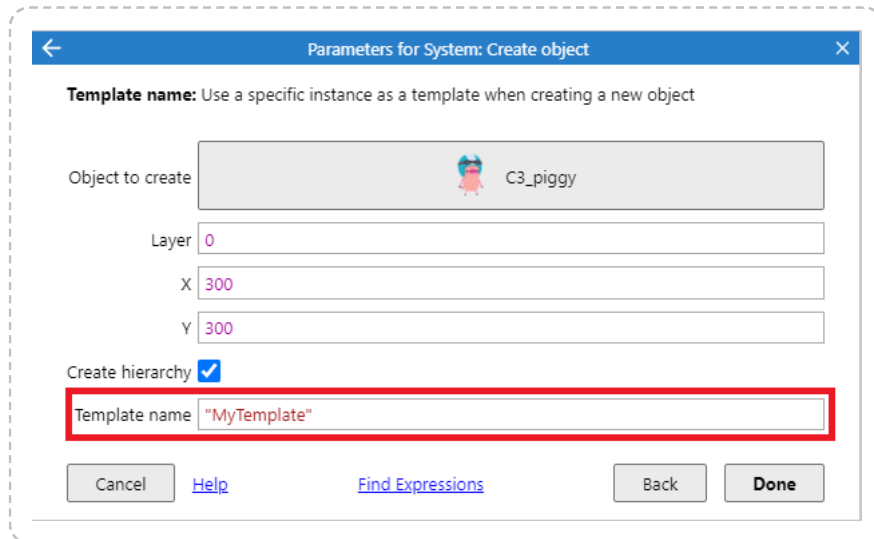 Parameters for System: Create object
Template name: Use a specific instance as a template when creating a new object
Object to create C3_piggy
Layer 0
X 300
Y 300
Create hierarchy
Template name "MyTemplate"
Cancel Help Find Expressions Back Done